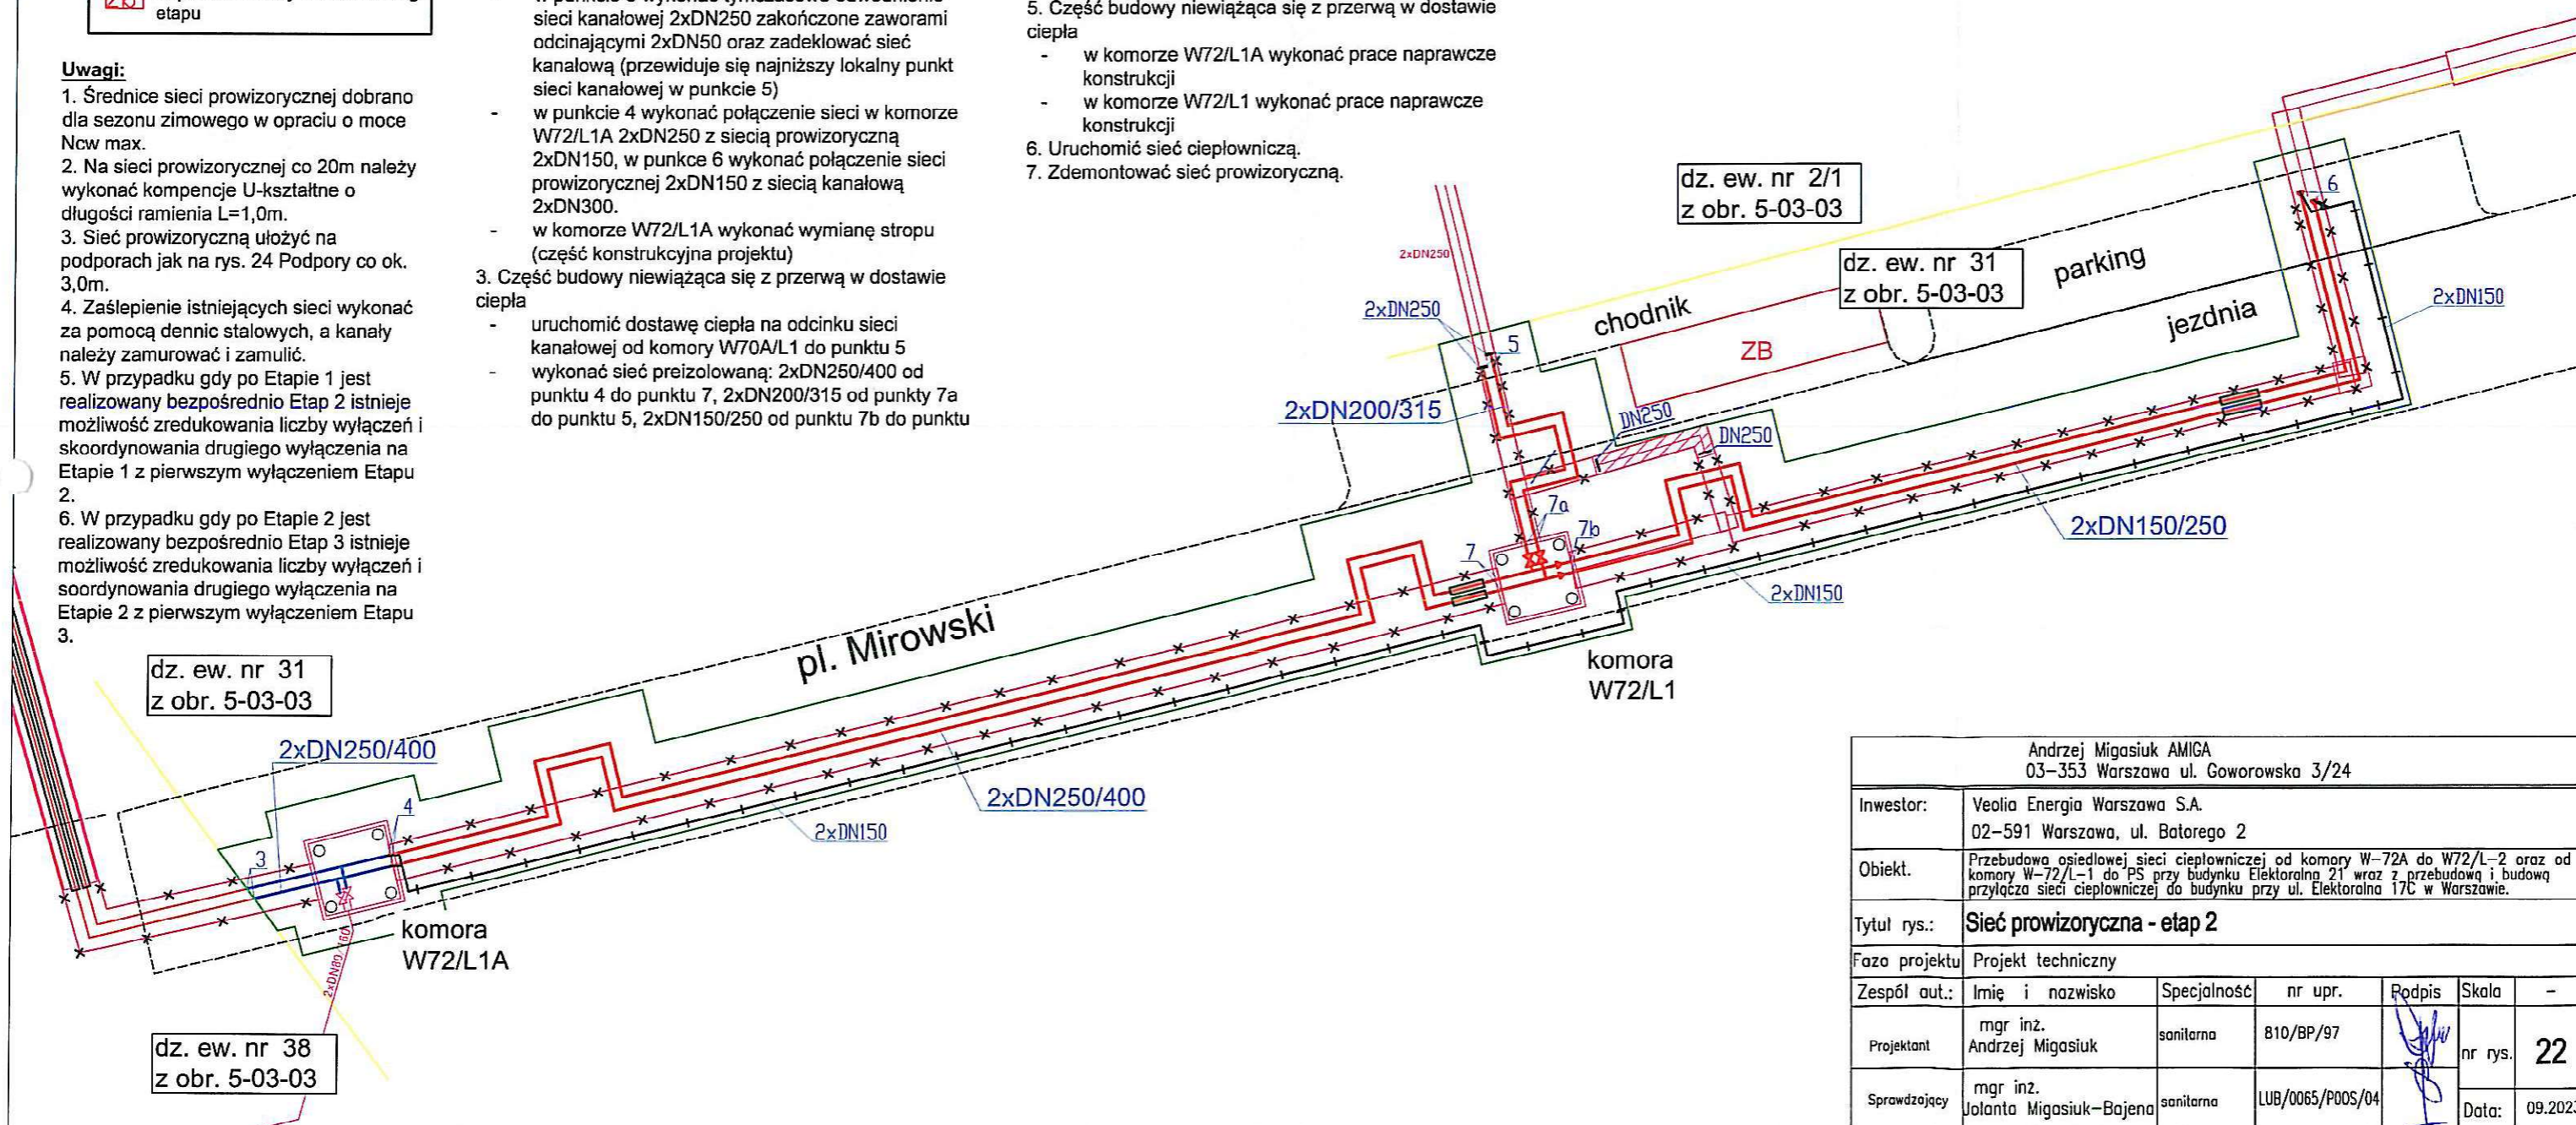 etapu
Uwagi:
1. Średnice sieci prowizorycznej dobrano
dla sezonu zimowego w opraciu o moce
Ncw max.
2. Na sieci prowizorycznej co 20m należy
wykonać kompencje U-kształtne o
długości ramienia L=1,0m.
3. Sieć prowizoryczną ułożyć na
podporach jak na rys. 24 Podpory co ok.
3,0m.
4. Zaślepienie istniejących sieci wykonać
za pomocą dennic stalowych, a kanały
należy zamurować i zamulić.
5. W przypadku gdy po Etapie 1 jest
realizowany bezpośrednio Etap 2 istnieje
możliwość zredukowania liczby wyłączeń i
skoordynowania drugiego wyłączenia na
Etapie 1 z pierwszym wyłączeniem Etapu
2.
6. W przypadku gdy po Etapie 2 jest
realizowany bezpośrednio Etap 3 istnieje
możliwość zredukowania liczby wyłączeń i
soordynowania drugiego wyłączenia na
Etapie 2 z pierwszym wyłączeniem Etapu
3.
sieci kanałowej 2xDN250 zakończone zaworami
odcinającymi 2xDN50 oraz zadeklować sieć
kanałową (przewiduje się najniższy lokalny punkt
sieci kanałowej w punkcie 5)
- w punkcie 4 wykonać połączenie sieci w komorze
W72/L1A 2xDN250 z siecią prowizoryczną
2xDN150, w punkce 6 wykonać połączenie sieci
prowizorycznej 2xDN150 z siecią kanałową
2xDN300.
- w komorze W72/L1A wykonać wymianę stropu
(część konstrukcyjna projektu)
3. Część budowy niewiążąca się z przerwą w dostawie
ciepła
- uruchomić dostawę ciepła na odcinku sieci
kanałowej od komory W70A/L1 do punktu 5
- wykonać sieć preizolowaną: 2xDN250/400 od
punktu 4 do punktu 7, 2xDN200/315 od punkty 7a
do punktu 5, 2xDN150/250 od punktu 7b do punktu
5. Część budowy niewiążąca się z przerwą w dostawie
ciepła
- w komorze W72/L1A wykonać prace naprawcze
konstrukcji
- w komorze W72/L1 wykonać prace naprawcze
konstrukcji
6. Uruchomić sieć ciepłowniczą.
7. Zdemontować sieć prowizoryczną.
dz. ew. nr 2/1
z obr. 5-03-03
dz. ew. nr 31
z obr. 5-03-03
parking
jezdnia
chodnik
ZB
6
2xDN150
2xDN250
2xDN250
5
2xDN200/315
DN250
DN250
7a
7b
7
2xDN150/250
2xDN150
komora
W72/L1
pl. Mirowski
dz. ew. nr 31
z obr. 5-03-03
2xDN250/400
2xDN250/400
2xDN150
4
3
komora
W72/L1A
2xDN80/160
dz. ew. nr 38
z obr. 5-03-03
Andrzej Migasiuk AMIGA
03-353 Warszawa ul. Goworowska 3/24
Inwestor: Veolia Energia Warszawa S.A.
02-591 Warszawa, ul. Batorego 2
Obiekt. Przebudowa osiedlowej sieci ciepłowniczej od komory W-72A do W72/L-2 oraz od
komory W-72/L-1 do PS przy budynku Elektoralna 21 wraz z przebudową i budową
przyłącza sieci ciepłowniczej do budynku przy ul. Elektoralna 17C w Warszawie.
Tytuł rys.: Sieć prowizoryczna - etap 2
Faza projektu Projekt techniczny
Zespół aut.: Imię i nazwisko Specjalność nr upr. Podpis Skala -
Projektant mgr inż. Andrzej Migasiuk sanitarna 810/BP/97 nr rys. 22
Sprawdzający mgr inż. Jolanta Migasiuk-Bajena sanitarna LUB/0065/POOS/04 Data: 09.202